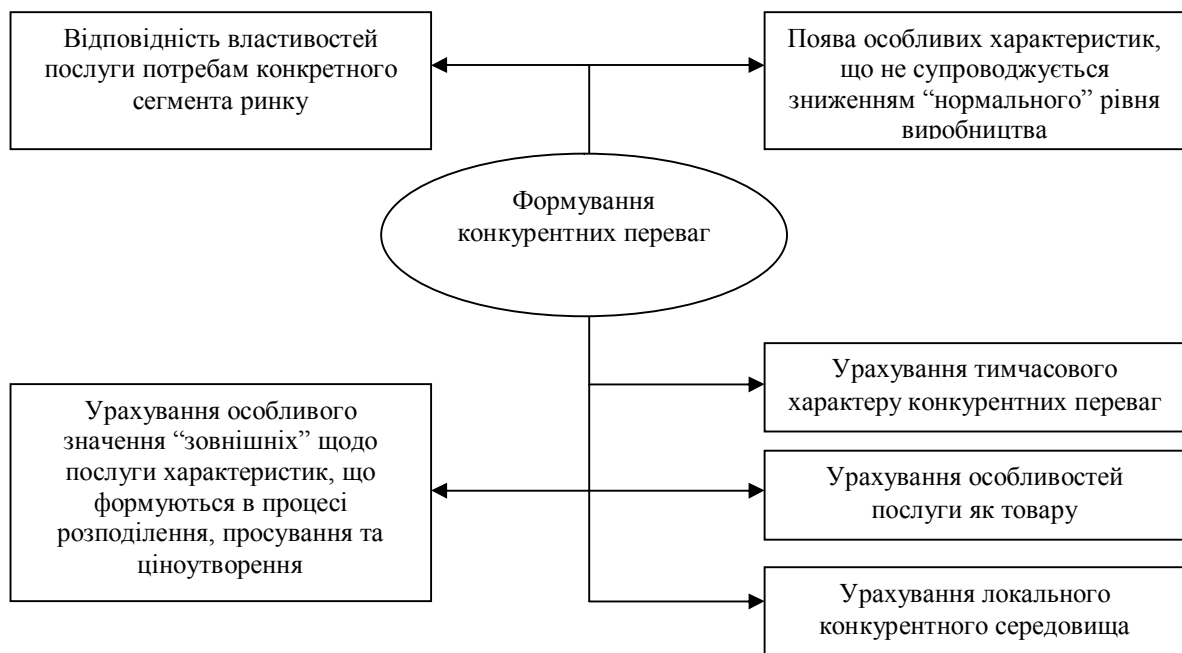 Відповідність властивостей
послуги потребам конкретного
сегмента ринку
Поява особливих характеристик,
що не супроводжується
зниженням “нормального” рівня
виробництва
Формування
конкурентних переваг
Урахування тимчасового
характеру конкурентних переваг
Урахування особливого
значення “зовнішніх” щодо
послуги характеристик, що
формуються в процесі
розподілення, просування та
ціноутворення
Урахування особливостей
послуги як товару
Урахування локального
конкурентного середовища